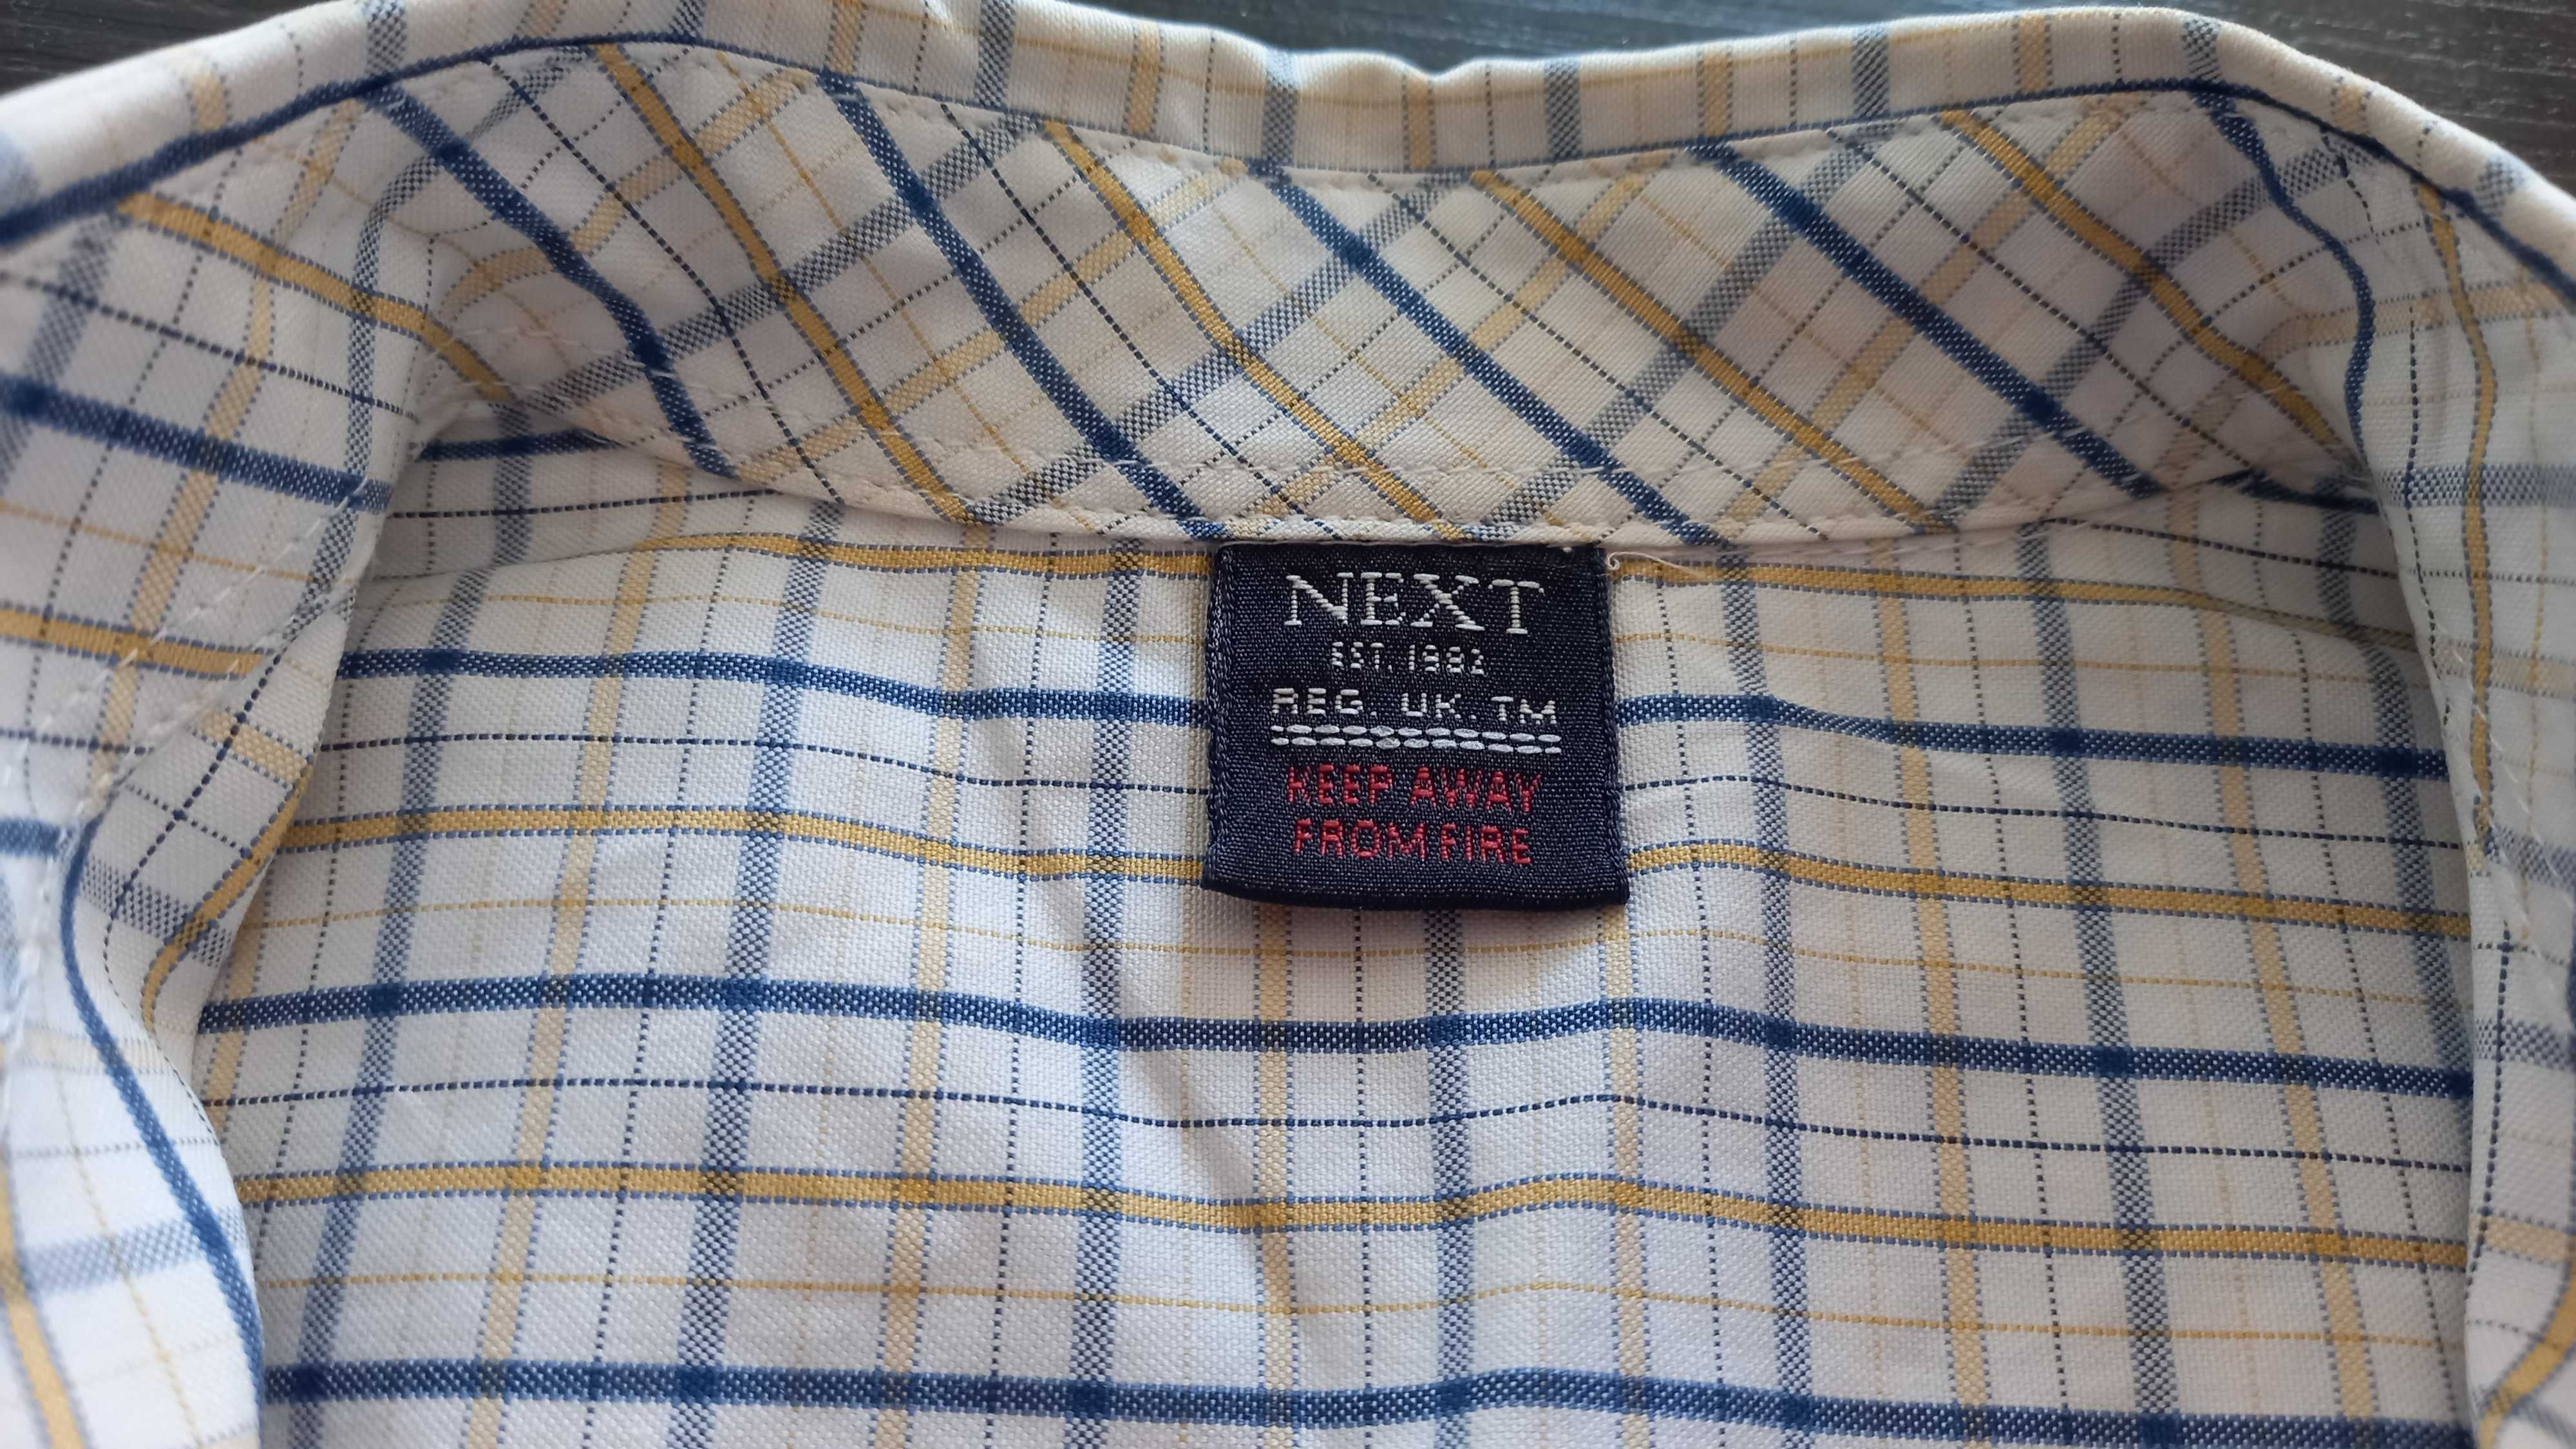 NEXT
EST. 1982
REG. UK. TM
KEEP AWAY
FROM FIRE